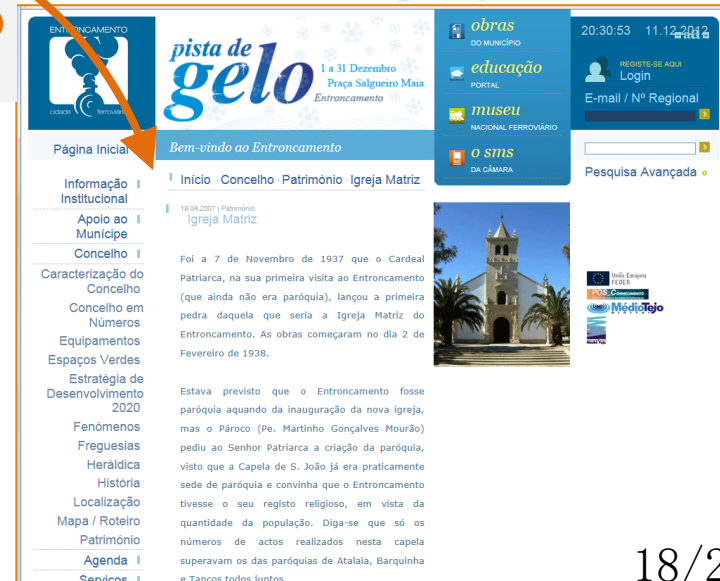 ENTRONCAMENTO
cidade ferroviária
pista de
gelo
1 a 31 Dezembro
Praça Salgueiro Maia
Entroncamento
obras
DO MUNICÍPIO
educação
PORTAL
museu
NACIONAL FERROVIÁRIO
o sms
DA CÂMARA
20:30:53 11.12.2012
REGISTE-SE AQUI
Login
E-mail / Nº Regional
Pesquisa Avançada
Página Inicial
Bem-vindo ao Entroncamento
Informação
Institucional
Apoio ao
Munícipe
Concelho
Caracterização do
Concelho
Concelho em
Números
Equipamentos
Espaços Verdes
Estratégia de
Desenvolvimento
2020
Fenómenos
Freguesias
Heráldica
História
Localização
Mapa / Roteiro
Património
Agenda
Serviços
Início · Concelho · Património · Igreja Matriz
19.04.2007 | Património
Igreja Matriz
Foi a 7 de Novembro de 1937 que o Cardeal
Patriarca, na sua primeira visita ao Entroncamento
(que ainda não era paróquia), lançou a primeira
pedra daquela que seria a Igreja Matriz do
Entroncamento. As obras começaram no dia 2 de
Fevereiro de 1938.
Estava previsto que o Entroncamento fosse
paróquia aquando da inauguração da nova igreja,
mas o Pároco (Pe. Martinho Gonçalves Mourão)
pediu ao Senhor Patriarca a criação da paróquia,
visto que a Capela de S. João já era praticamente
sede de paróquia e convinha que o Entroncamento
tivesse o seu registo religioso, em vista da
quantidade da população. Diga-se que só os
números de actos realizados nesta capela
superavam os das paróquias de Atalaia, Barquinha
e Tancos todos juntos.
União Europeia
FEDER
POS_Conhecimento
MédioTejo
Médio Tejo
18/2